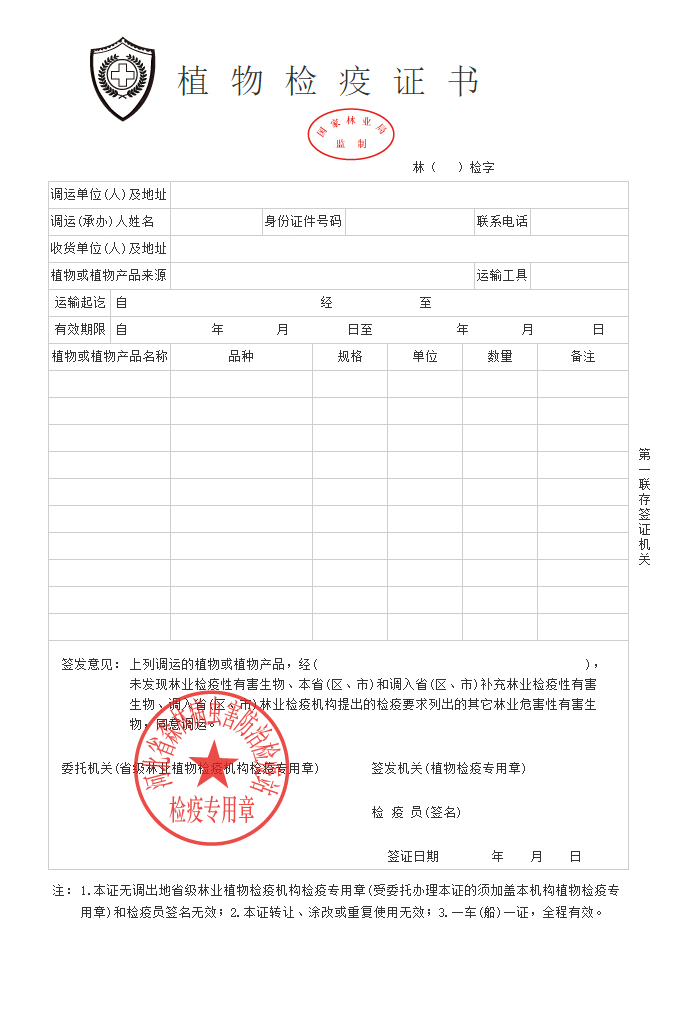 植物检疫证书
国家林业局
监制
林（　　）检字
调运单位(人)及地址
调运(承办)人姓名 身份证件号码 联系电话
收货单位(人)及地址
植物或植物产品来源 运输工具
运输起讫 自 经 至
有效期限 自 年 月 日至 年 月 日
植物或植物产品名称 品种 规格 单位 数量 备注
第一联存签证机关
签发意见：上列调运的植物或植物产品，经( )，
未发现林业检疫性有害生物、本省(区、市)和调入省(区、市)补充林业检疫性有害
生物、调入省(区、市)林业检疫机构提出的检疫要求列出的其它林业危害性有害生
物，同意调运。
委托机关(省级林业植物检疫机构检疫专用章) 签发机关(植物检疫专用章)
河北省森林病虫害防治检疫站
检疫专用章
检 疫 员(签名)
签证日期 年 月 日
注：1.本证无调出地省级林业植物检疫机构检疫专用章(受委托办理本证的须加盖本机构植物检疫专
用章)和检疫员签名无效；2.本证转让、涂改或重复使用无效；3.一车(船)一证，全程有效。